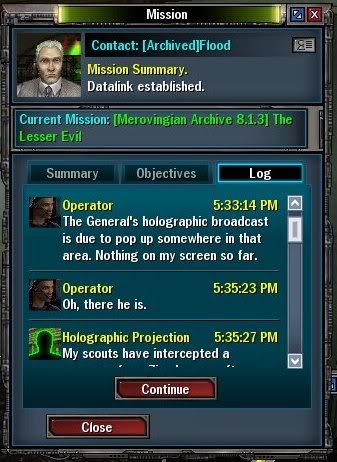 Mission
Contact: [Archived]Flood
Mission Summary.
Datalink established.
Current Mission: [Merovingian Archive 8.1.3] The
Lesser Evil
Summary
Objectives
Log
Operator 5:33:14 PM
The General's holographic broadcast
is due to pop up somewhere in that
area. Nothing on my screen so far.
Operator 5:35:23 PM
Oh, there he is.
Holographic Projection 5:35:27 PM
My scouts have intercepted a
Continue
Close